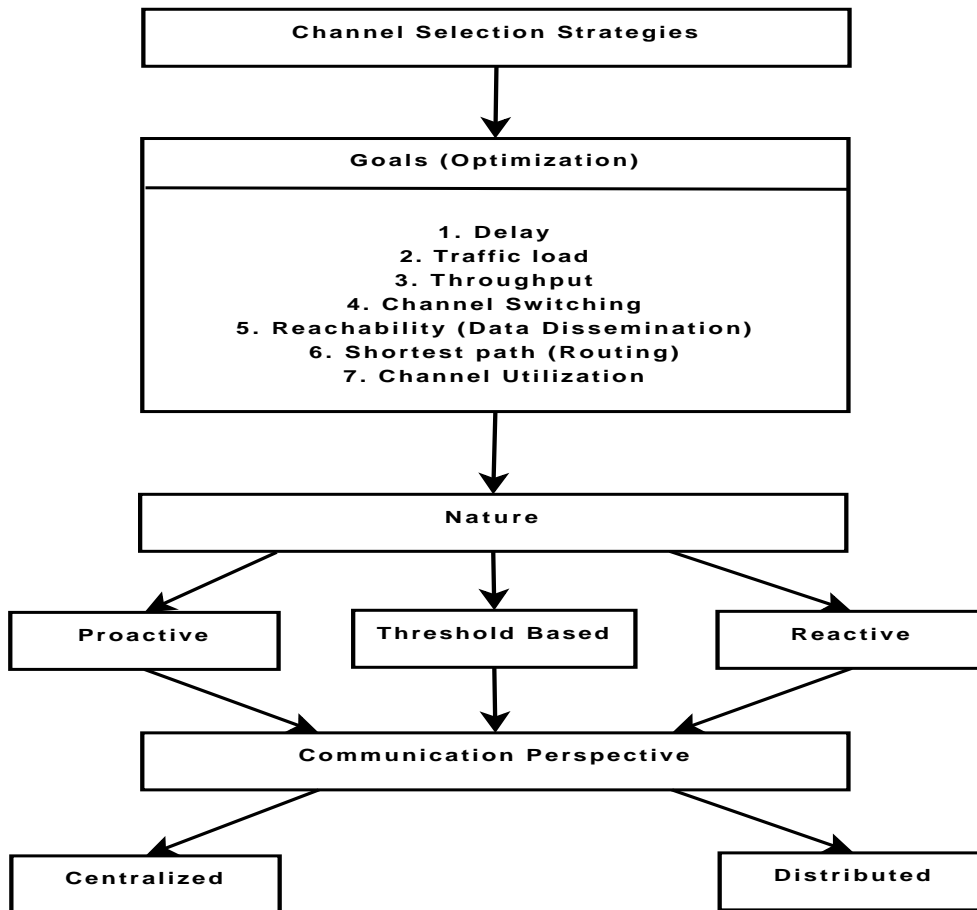 Channel Selection Strategies
Goals (Optimization)
1. Delay
2. Traffic load
3. Throughput
4. Channel Switching
5. Reachability (Data Dissemination)
6. Shortest path (Routing)
7. Channel Utilization
Nature
Proactive
Threshold Based
Reactive
Communication Perspective
Centralized
Distributed